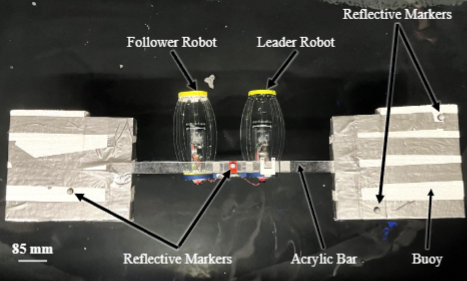 Reflective Markers
Follower Robot
Leader Robot
85 mm
Reflective Markers
Acrylic Bar
Buoy